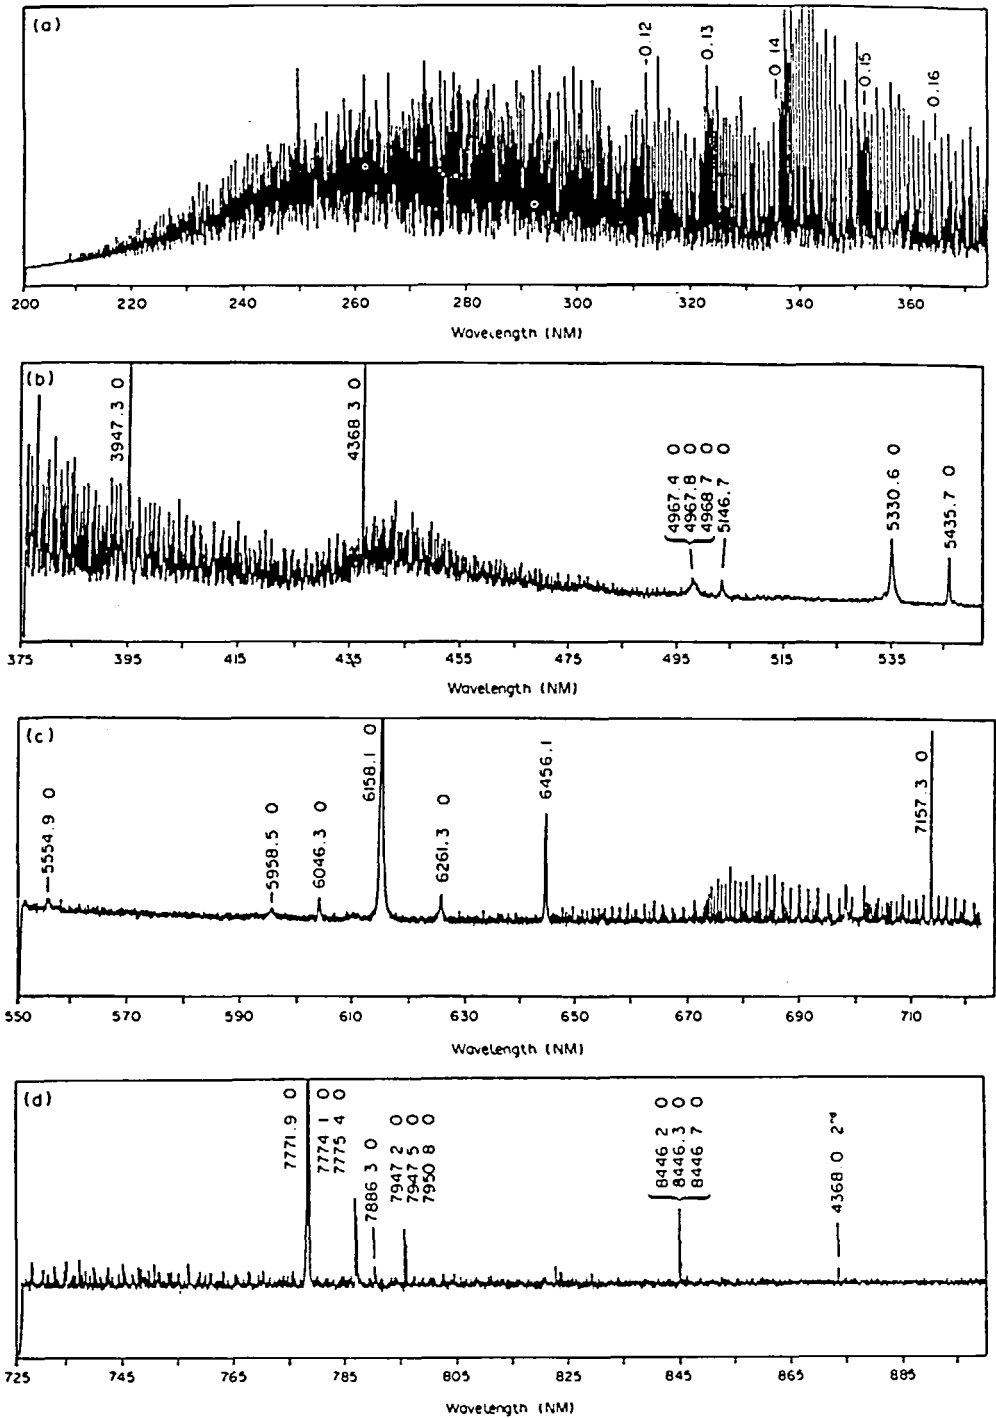 (a)
-0.12
-0.13
-0 14
-0.15
-0.16
200 220 240 260 280 300 320 340 360
Wavelength (NM)
(b)
3947.3 O
4368 3 O
4967.4 O
4967.8 O
4968 7 O
5146.7 O
5330.6 O
5435.7 O
375 395 415 435 455 475 495 515 535
Wavelength (NM)
(c)
5554.9 O
5958.5 O
6046.3 O
6158.1 O
6261.3 O
6456.1
7157.3 O
550 570 590 610 630 650 670 690 710
Wavelength (NM)
(d)
7771.9 O
7774 1 O
7775 4 O
7886 3 O
7947 2 O
7947 5 O
7950 8 O
8446 2 O
8446.3 O
8446 7 O
4368.0 2nd
725 745 765 785 805 825 845 865 885
Wavelength (NM)